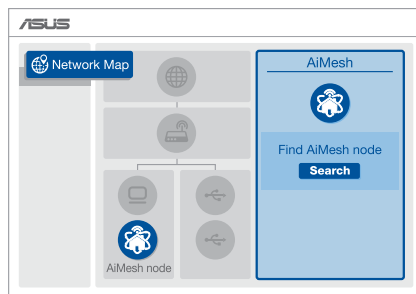 ASUS
Network Map
AiMesh
Find AiMesh node
Search
AiMesh node